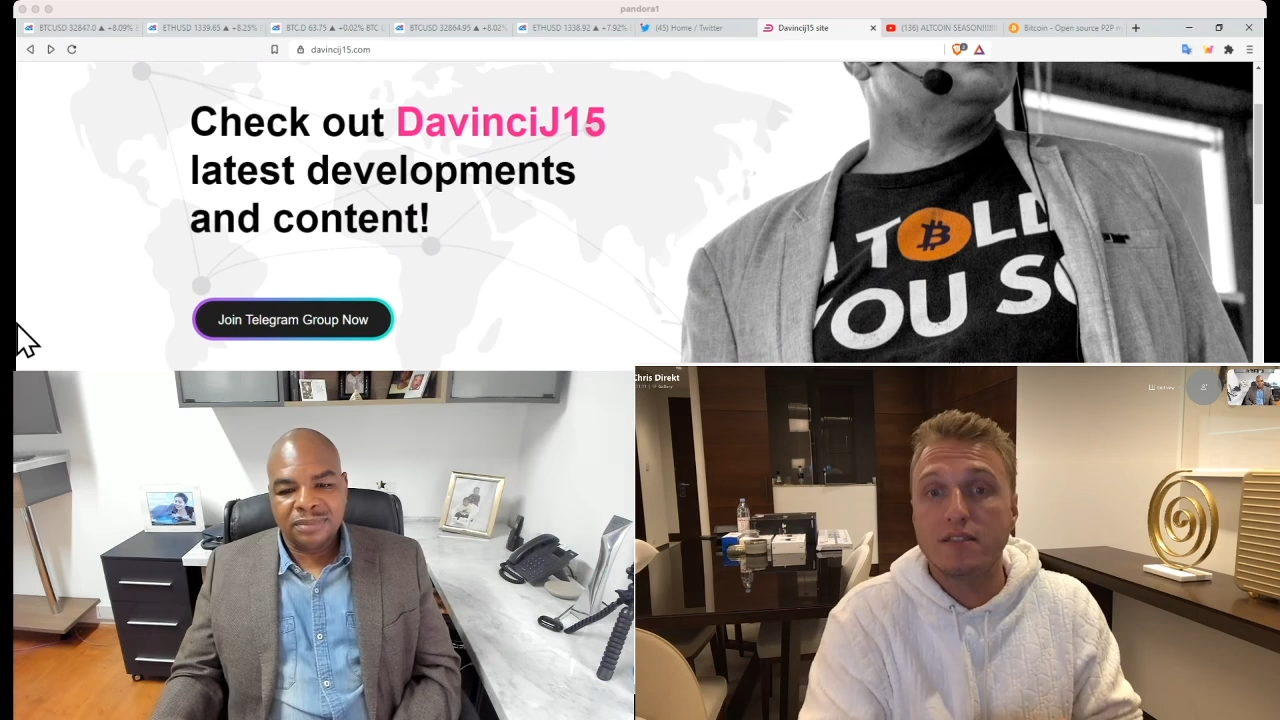 pandora1
BTCUSD 32847.0 ▲ +8.09%
ETHUSD 1339.65 ▲ +8.25%
BTC.D 63.75 ▲ +0.02% BTC
BTCUSD 32864.95 ▲ +8.02%
ETHUSD 1338.92 ▲ +7.92%
(45) Home / Twitter
Davincij15 site
(136) ALTCOIN SEASON!!!!!
Bitcoin - Open source P2P
davincij15.com
Check out DavinciJ15
latest developments
and content!
Join Telegram Group Now
I T₿LD
YOU SO
Chris Direkt